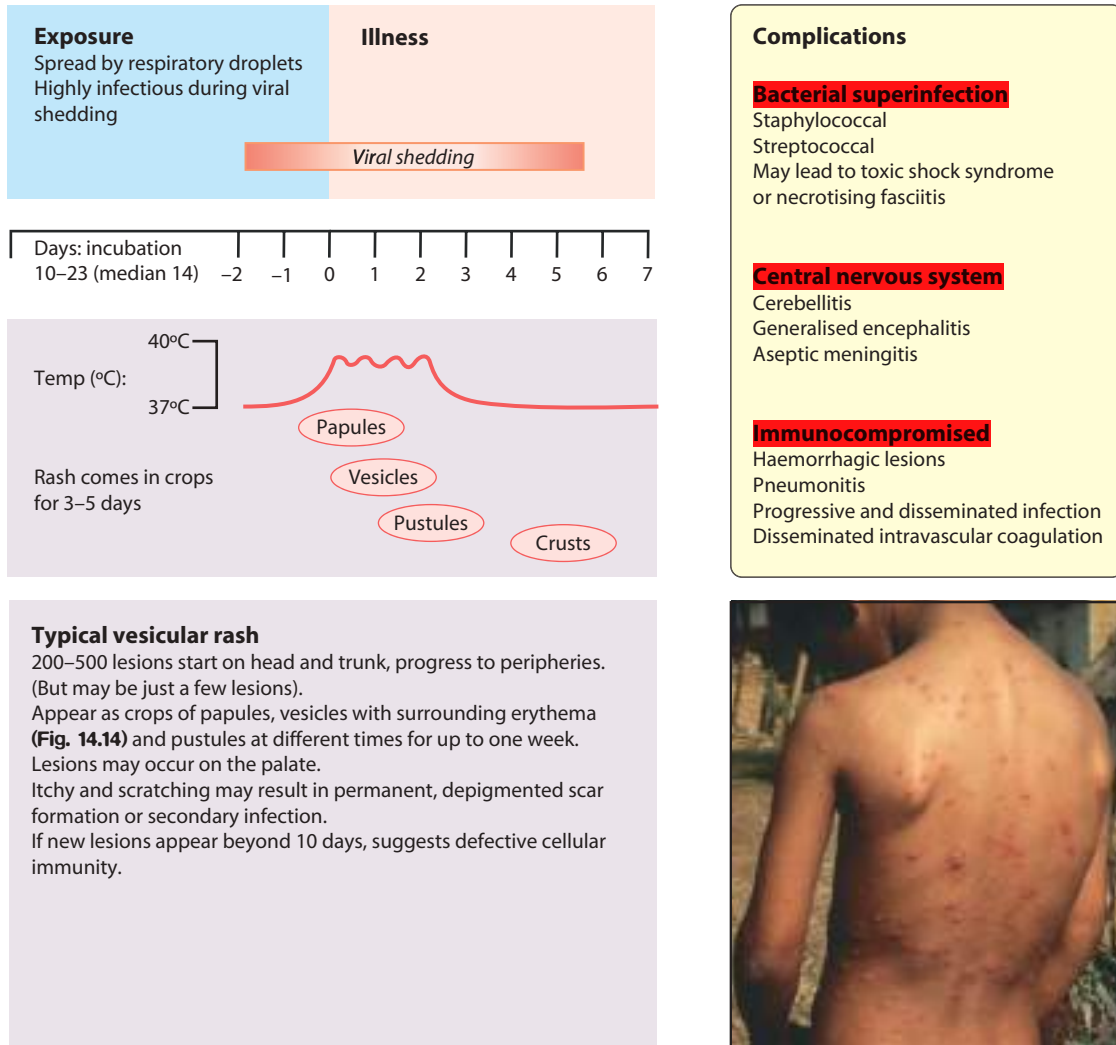 Exposure
Spread by respiratory droplets
Highly infectious during viral
shedding
Illness
Viral shedding
Days: incubation
10–23 (median 14) –2 –1 0 1 2 3 4 5 6 7
40ºC
Temp (ºC):
37ºC
Papules
Rash comes in crops
for 3–5 days
Vesicles
Pustules
Crusts
Typical vesicular rash
200–500 lesions start on head and trunk, progress to peripheries.
(But may be just a few lesions).
Appear as crops of papules, vesicles with surrounding erythema
(Fig. 14.14) and pustules at different times for up to one week.
Lesions may occur on the palate.
Itchy and scratching may result in permanent, depigmented scar
formation or secondary infection.
If new lesions appear beyond 10 days, suggests defective cellular
immunity.
Complications
Bacterial superinfection
Staphylococcal
Streptococcal
May lead to toxic shock syndrome
or necrotising fasciitis
Central nervous system
Cerebellitis
Generalised encephalitis
Aseptic meningitis
Immunocompromised
Haemorrhagic lesions
Pneumonitis
Progressive and disseminated infection
Disseminated intravascular coagulation